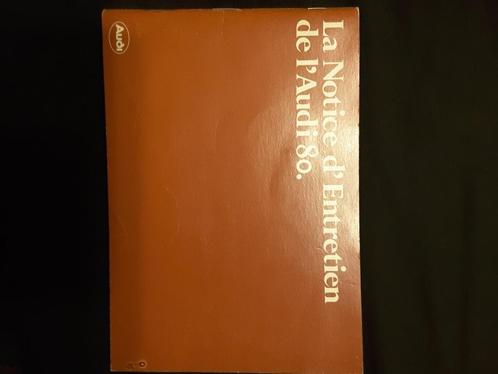 La Notice d'Entretien
de l'Audi 80.
Audi